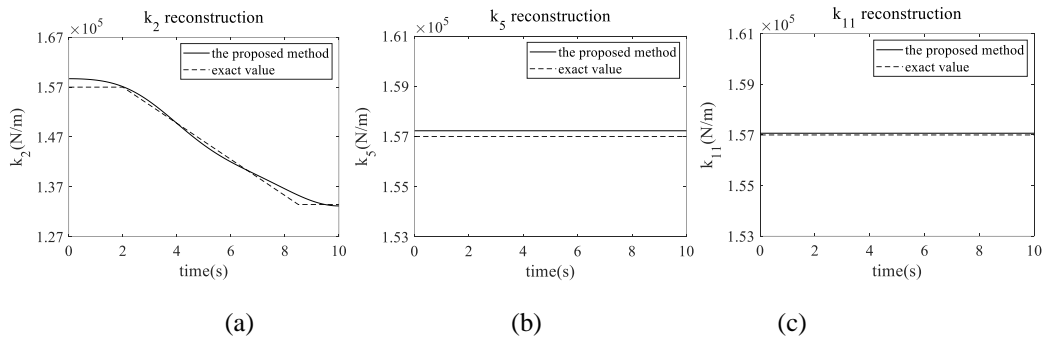 k2 reconstruction
×10^5
1.67
1.57
1.47
1.37
1.27
k2(N/m)
the proposed method
exact value
0 2 4 6 8 10
time(s)
(a)
k5 reconstruction
×10^5
1.61
1.59
1.57
1.55
1.53
k5(N/m)
the proposed method
exact value
0 2 4 6 8 10
time(s)
(b)
k11 reconstruction
×10^5
1.61
1.59
1.57
1.55
1.53
k11(N/m)
the proposed method
exact value
0 2 4 6 8 10
time(s)
(c)